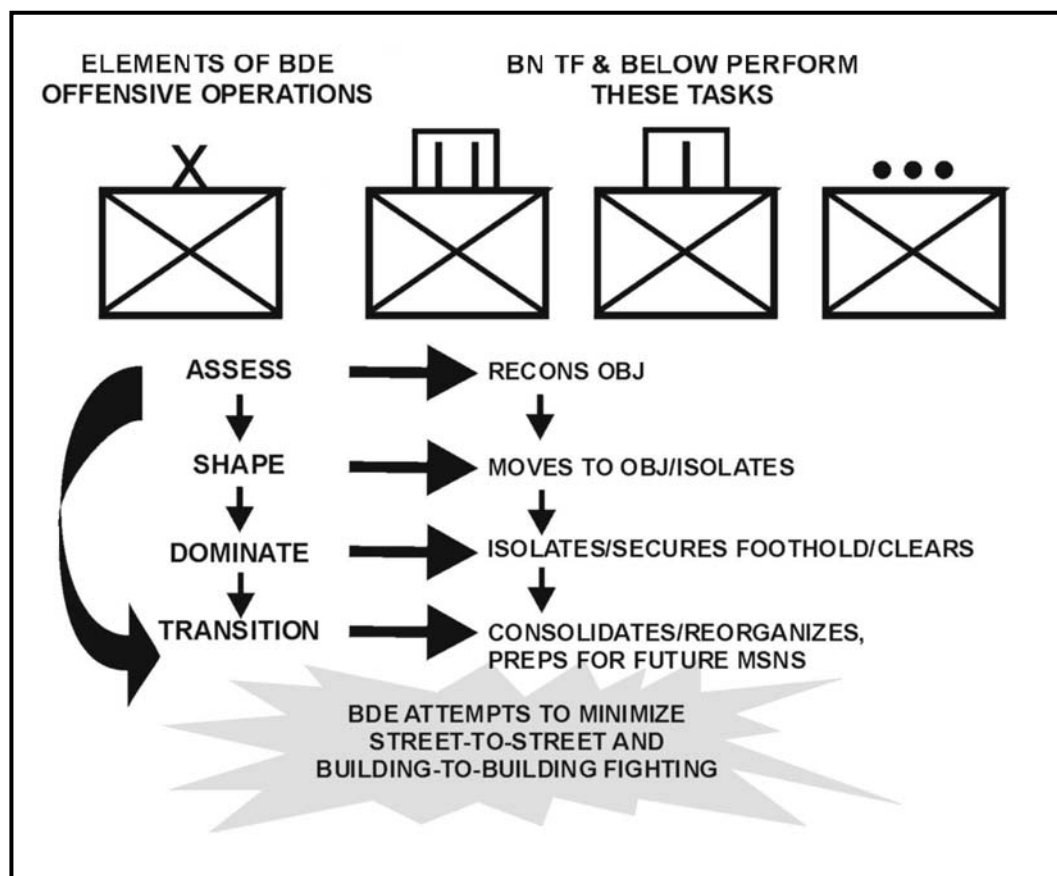 ELEMENTS OF BDE
OFFENSIVE OPERATIONS
BN TF & BELOW PERFORM
THESE TASKS
X
ASSESS
RECONS OBJ
SHAPE
MOVES TO OBJ/ISOLATES
DOMINATE
ISOLATES/SECURES FOOTHOLD/CLEARS
TRANSITION
CONSOLIDATES/REORGANIZES,
PREPS FOR FUTURE MSNS
BDE ATTEMPTS TO MINIMIZE
STREET-TO-STREET AND
BUILDING-TO-BUILDING FIGHTING